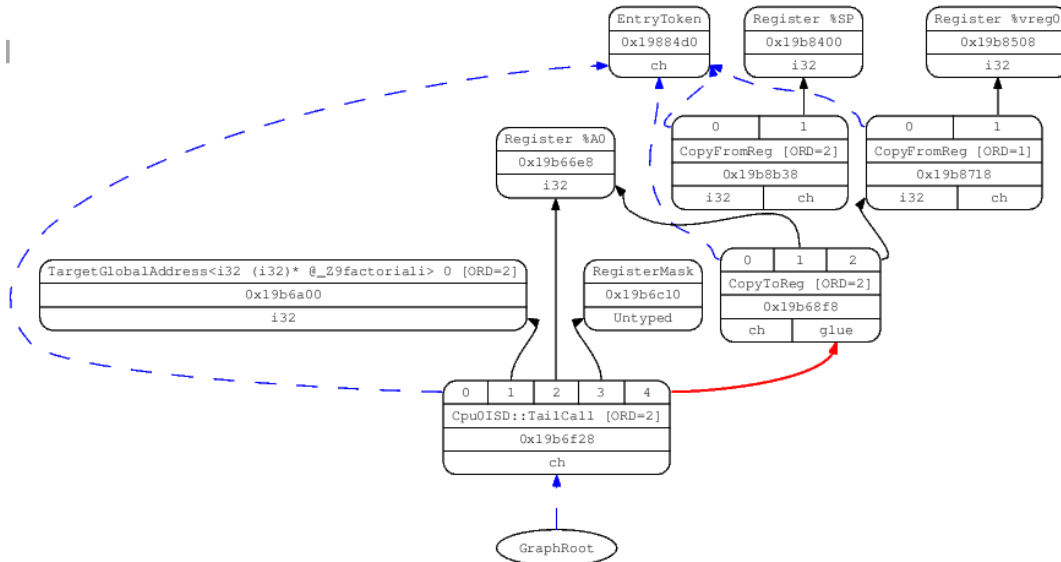 EntryToken
0x19884d0
ch
Register %SP
0x19b8400
i32
Register %vreg0
0x19b8508
i32
0 1
CopyFromReg [ORD=2]
0x19b8b38
i32 ch
0 1
CopyFromReg [ORD=1]
0x19b8718
i32 ch
Register %A0
0x19b66e8
i32
TargetGlobalAddress<i32 (i32)* @_Z9factoriali> 0 [ORD=2]
0x19b6a00
i32
RegisterMask
0x19b6c10
Untyped
0 1 2
CopyToReg [ORD=2]
0x19b68f8
ch glue
0 1 2 3 4
Cpu0ISD::TailCall [ORD=2]
0x19b6f28
ch
GraphRoot